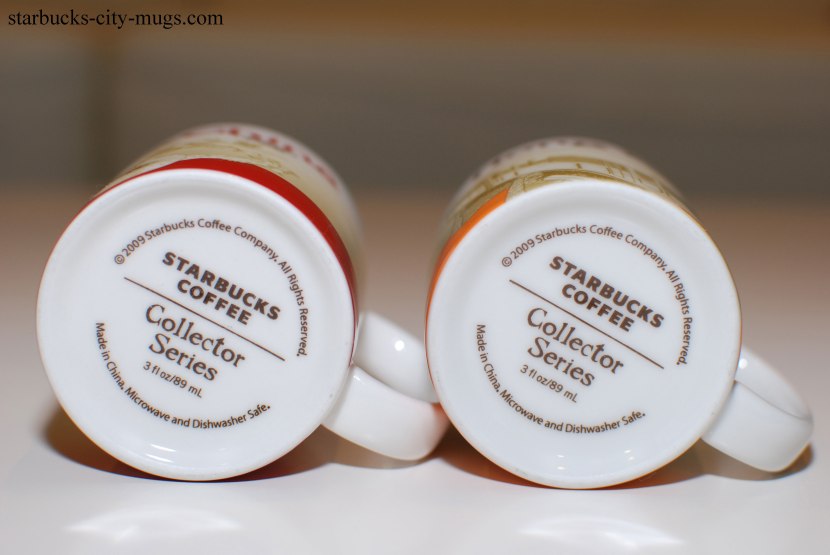 starbucks-city-mugs.com
©2009 Starbucks Coffee Company. All Rights Reserved.
STARBUCKS
COFFEE
Collector
Series
3 fl oz/89 mL
Made in China. Microwave and Dishwasher Safe.
©2009 Starbucks Coffee Company. All Rights Reserved.
STARBUCKS
COFFEE
Collector
Series
3 fl oz/89 mL
Made in China. Microwave and Dishwasher Safe.